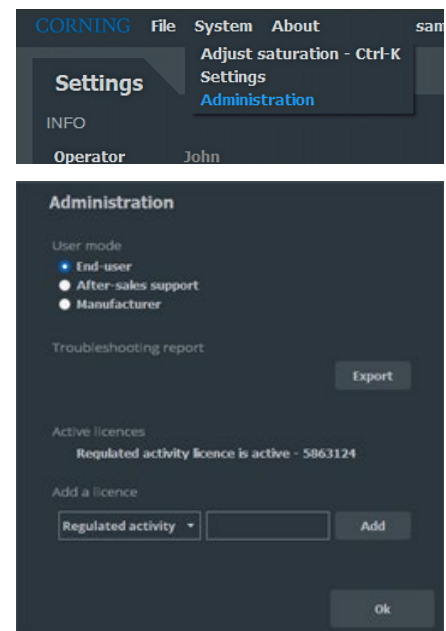 CORNING File System About sam
Adjust saturation - Ctrl-K
Settings
Settings
Administration
INFO
Operator John
Administration
User mode
End-user
After-sales support
Manufacturer
Troubleshooting report
Export
Active licences
Regulated activity licence is active - 5863124
Add a licence
Regulated activity Add
Ok